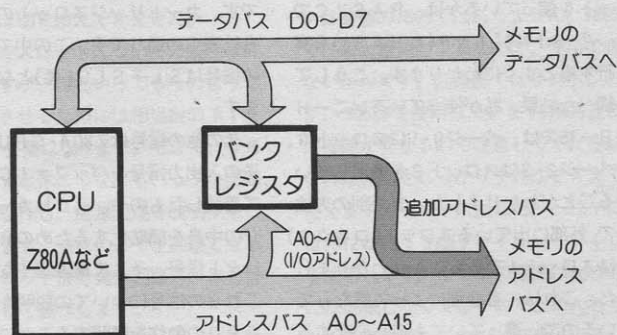 データバス D0〜D7
メモリの
データバスへ
バンク
レジスタ
CPU
Z80Aなど
追加アドレスバス
A0〜A7
(I/Oアドレス)
メモリの
アドレス
バスへ
アドレスバス A0〜A15